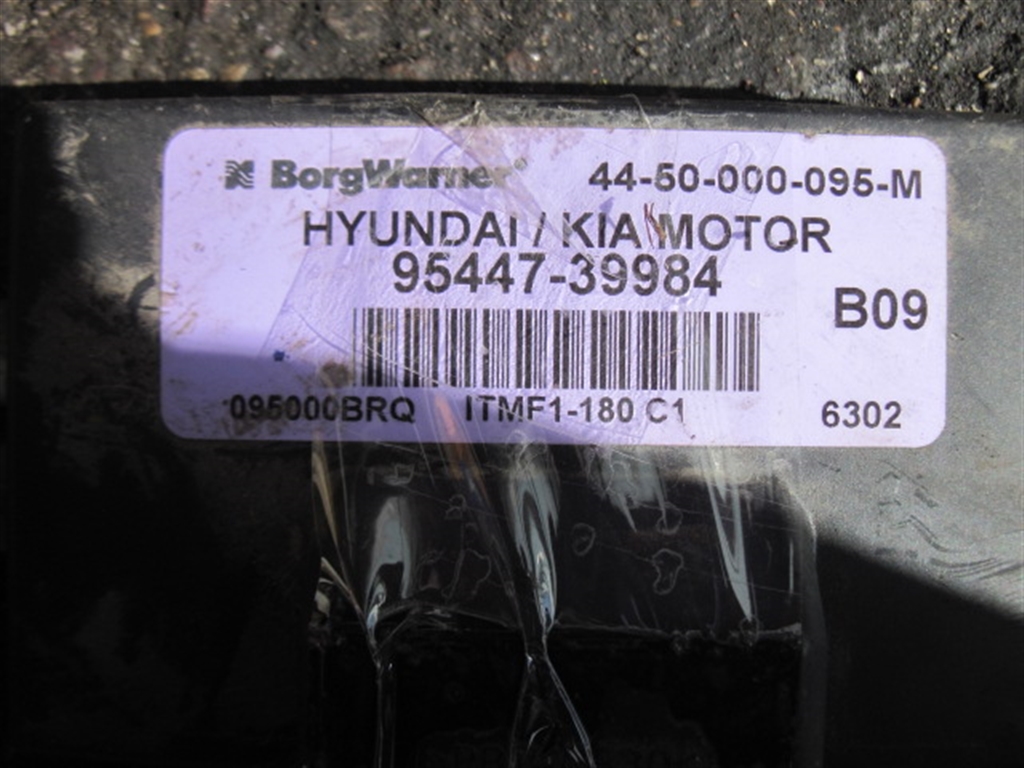 BorgWarner 44-50-000-095-M
HYUNDAI / KIA MOTOR
95447-39984
B09
095000BRQ ITMF1-180 C1 6302